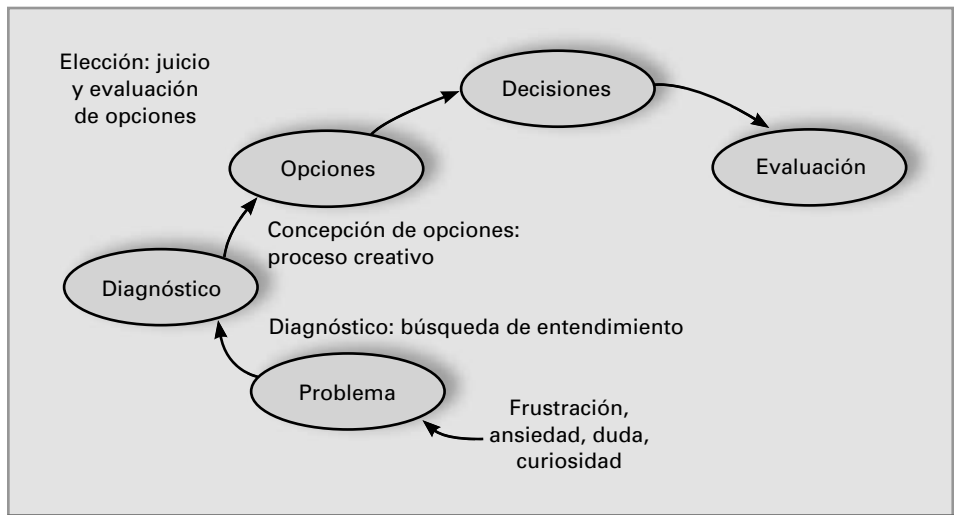 Elección: juicio
y evaluación
de opciones
Decisiones
Opciones
Evaluación
Concepción de opciones:
proceso creativo
Diagnóstico
Diagnóstico: búsqueda de entendimiento
Problema
Frustración,
ansiedad, duda,
curiosidad